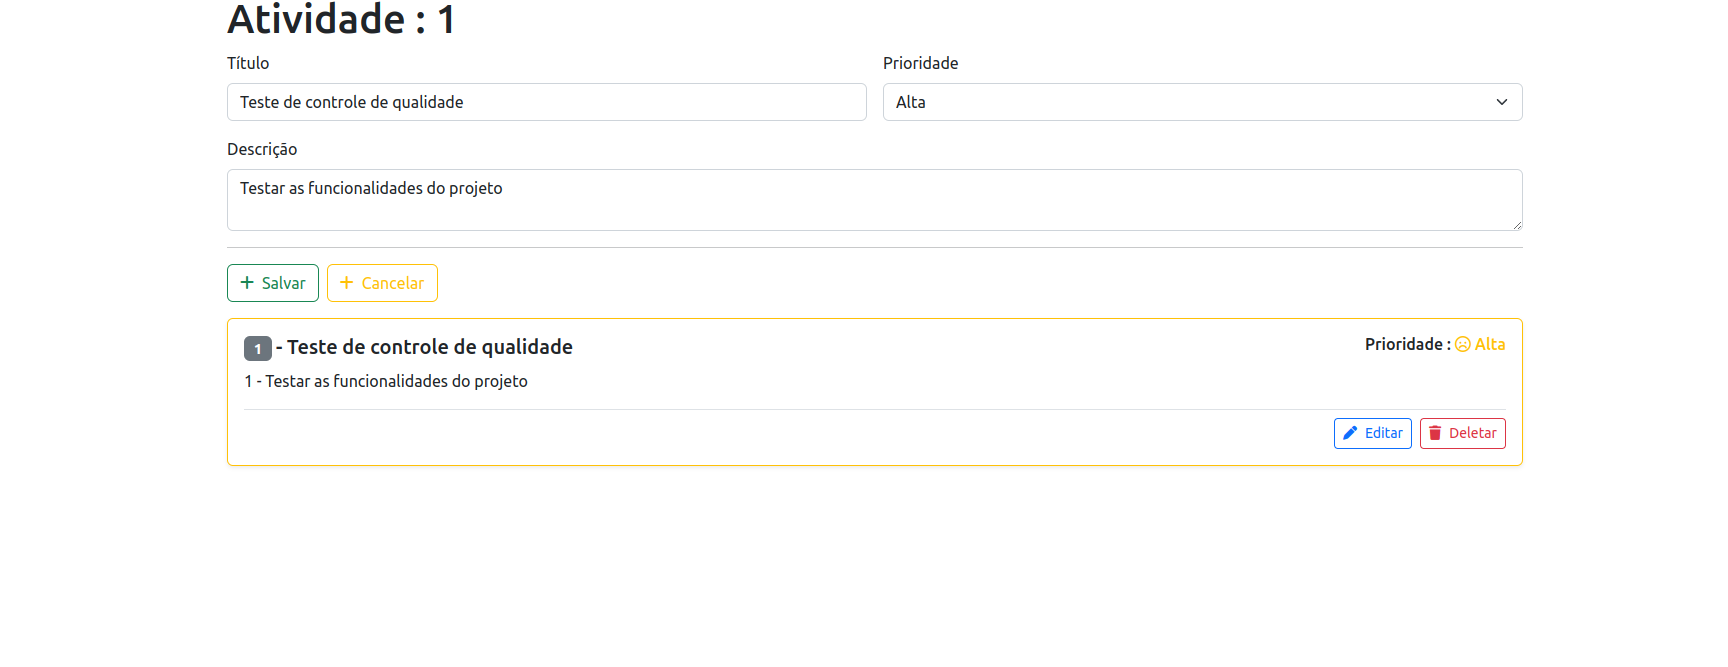 Atividade : 1
Título
Prioridade
Teste de controle de qualidade
Alta
Descrição
Testar as funcionalidades do projeto
Salvar
Cancelar
1 - Teste de controle de qualidade
Prioridade : Alta
1 - Testar as funcionalidades do projeto
Editar
Deletar